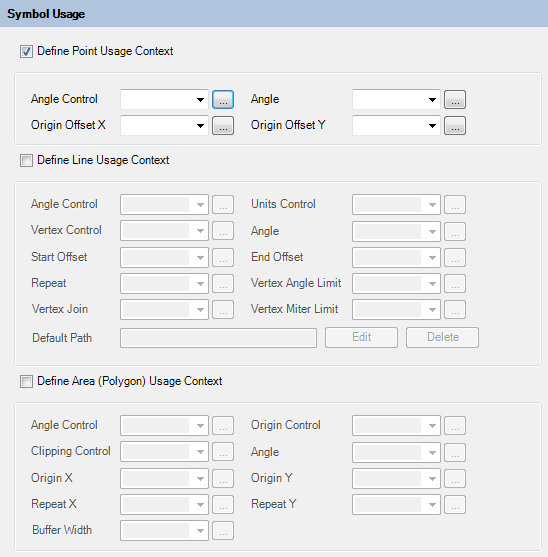 Symbol Usage
Define Point Usage Context
Angle Control ... Angle ...
Origin Offset X ... Origin Offset Y ...
Define Line Usage Context
Angle Control ... Units Control ...
Vertex Control ... Angle ...
Start Offset ... End Offset ...
Repeat ... Vertex Angle Limit ...
Vertex Join ... Vertex Miter Limit ...
Default Path Edit Delete
Define Area (Polygon) Usage Context
Angle Control ... Origin Control ...
Clipping Control ... Angle ...
Origin X ... Origin Y ...
Repeat X ... Repeat Y ...
Buffer Width ...